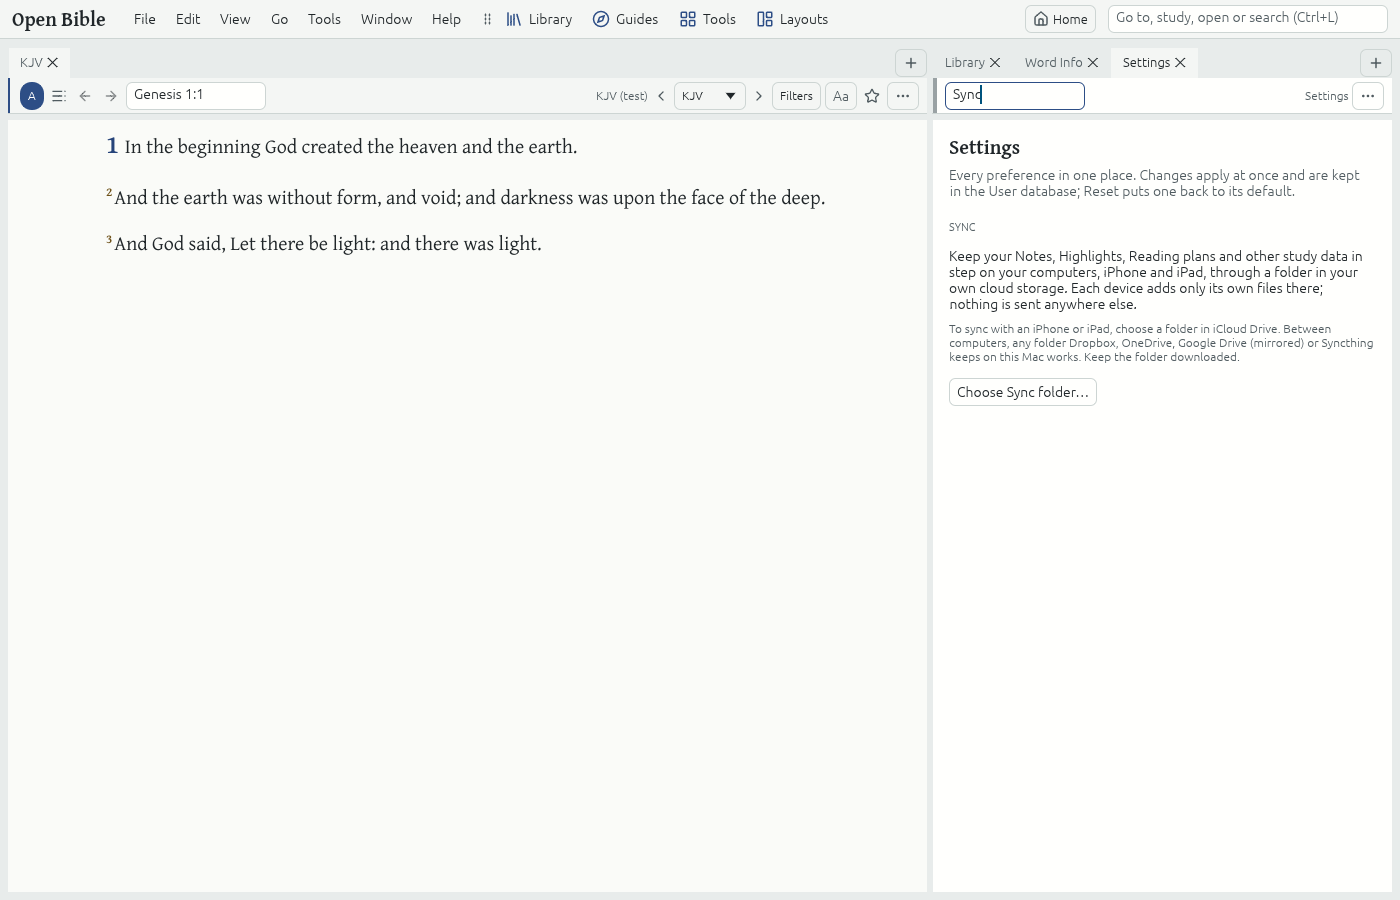 Open Bible File Edit View Go Tools Window Help Library Guides Tools Layouts Home Go to, study, open or search (Ctrl+L)
KJV
A Genesis 1:1 KJV (test) KJV Filters Aa
1 In the beginning God created the heaven and the earth.
2 And the earth was without form, and void; and darkness was upon the face of the deep.
3 And God said, Let there be light: and there was light.
Library Word Info Settings
Sync Settings
Settings
Every preference in one place. Changes apply at once and are kept
in the User database; Reset puts one back to its default.
SYNC
Keep your Notes, Highlights, Reading plans and other study data in
step on your computers, iPhone and iPad, through a folder in your
own cloud storage. Each device adds only its own files there;
nothing is sent anywhere else.
To sync with an iPhone or iPad, choose a folder in iCloud Drive. Between
computers, any folder Dropbox, OneDrive, Google Drive (mirrored) or Syncthing
keeps on this Mac works. Keep the folder downloaded.
Choose Sync folder…